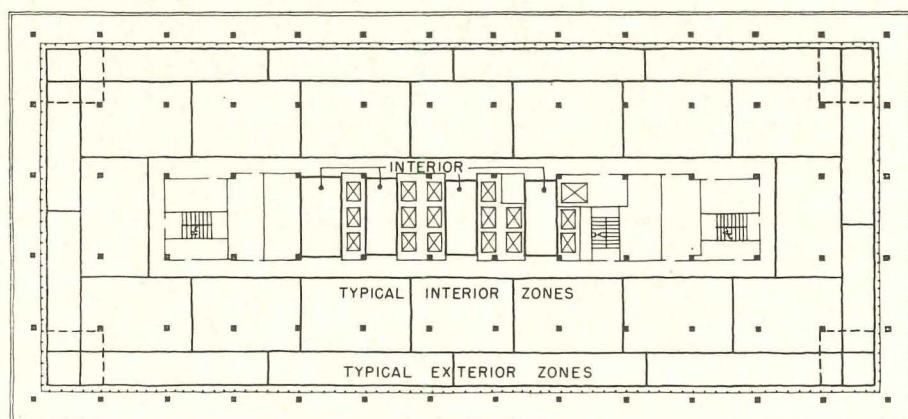 INTERIOR
TYPICAL INTERIOR ZONES
TYPICAL EXTERIOR ZONES